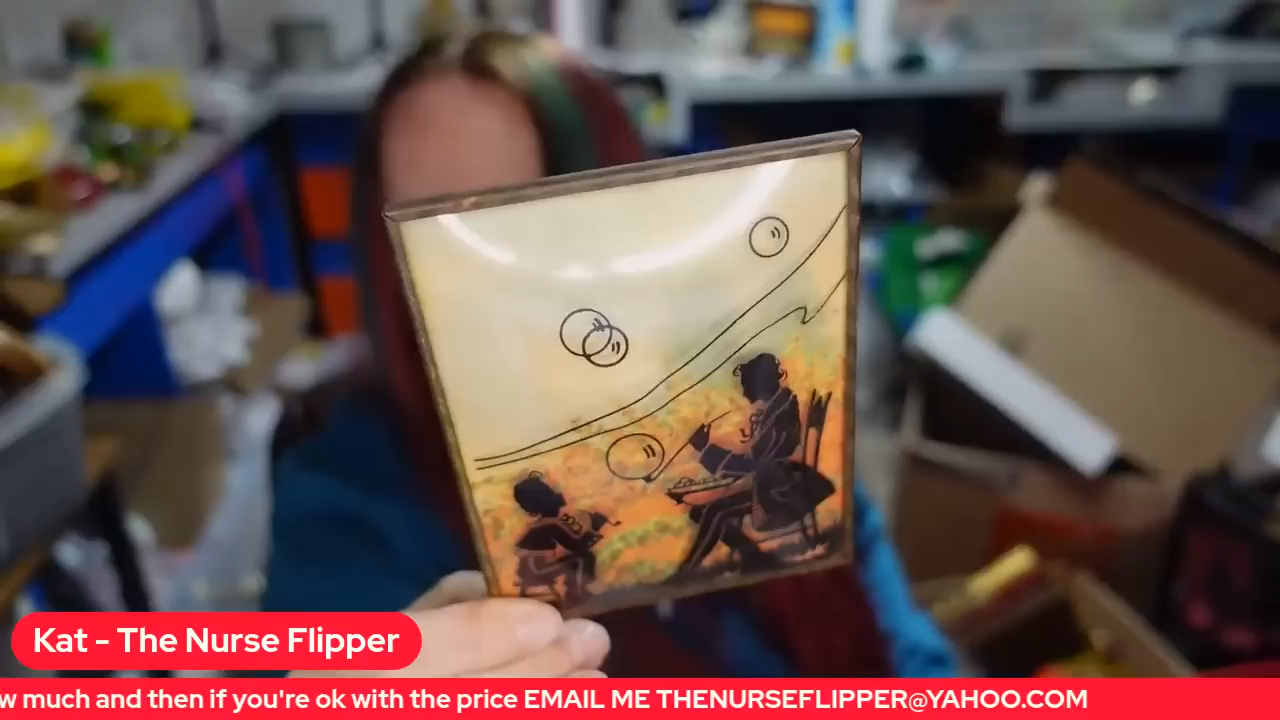 Kat - The Nurse Flipper
w much and then if you're ok with the price EMAIL ME THENURSEFLIPPER@YAHOO.COM